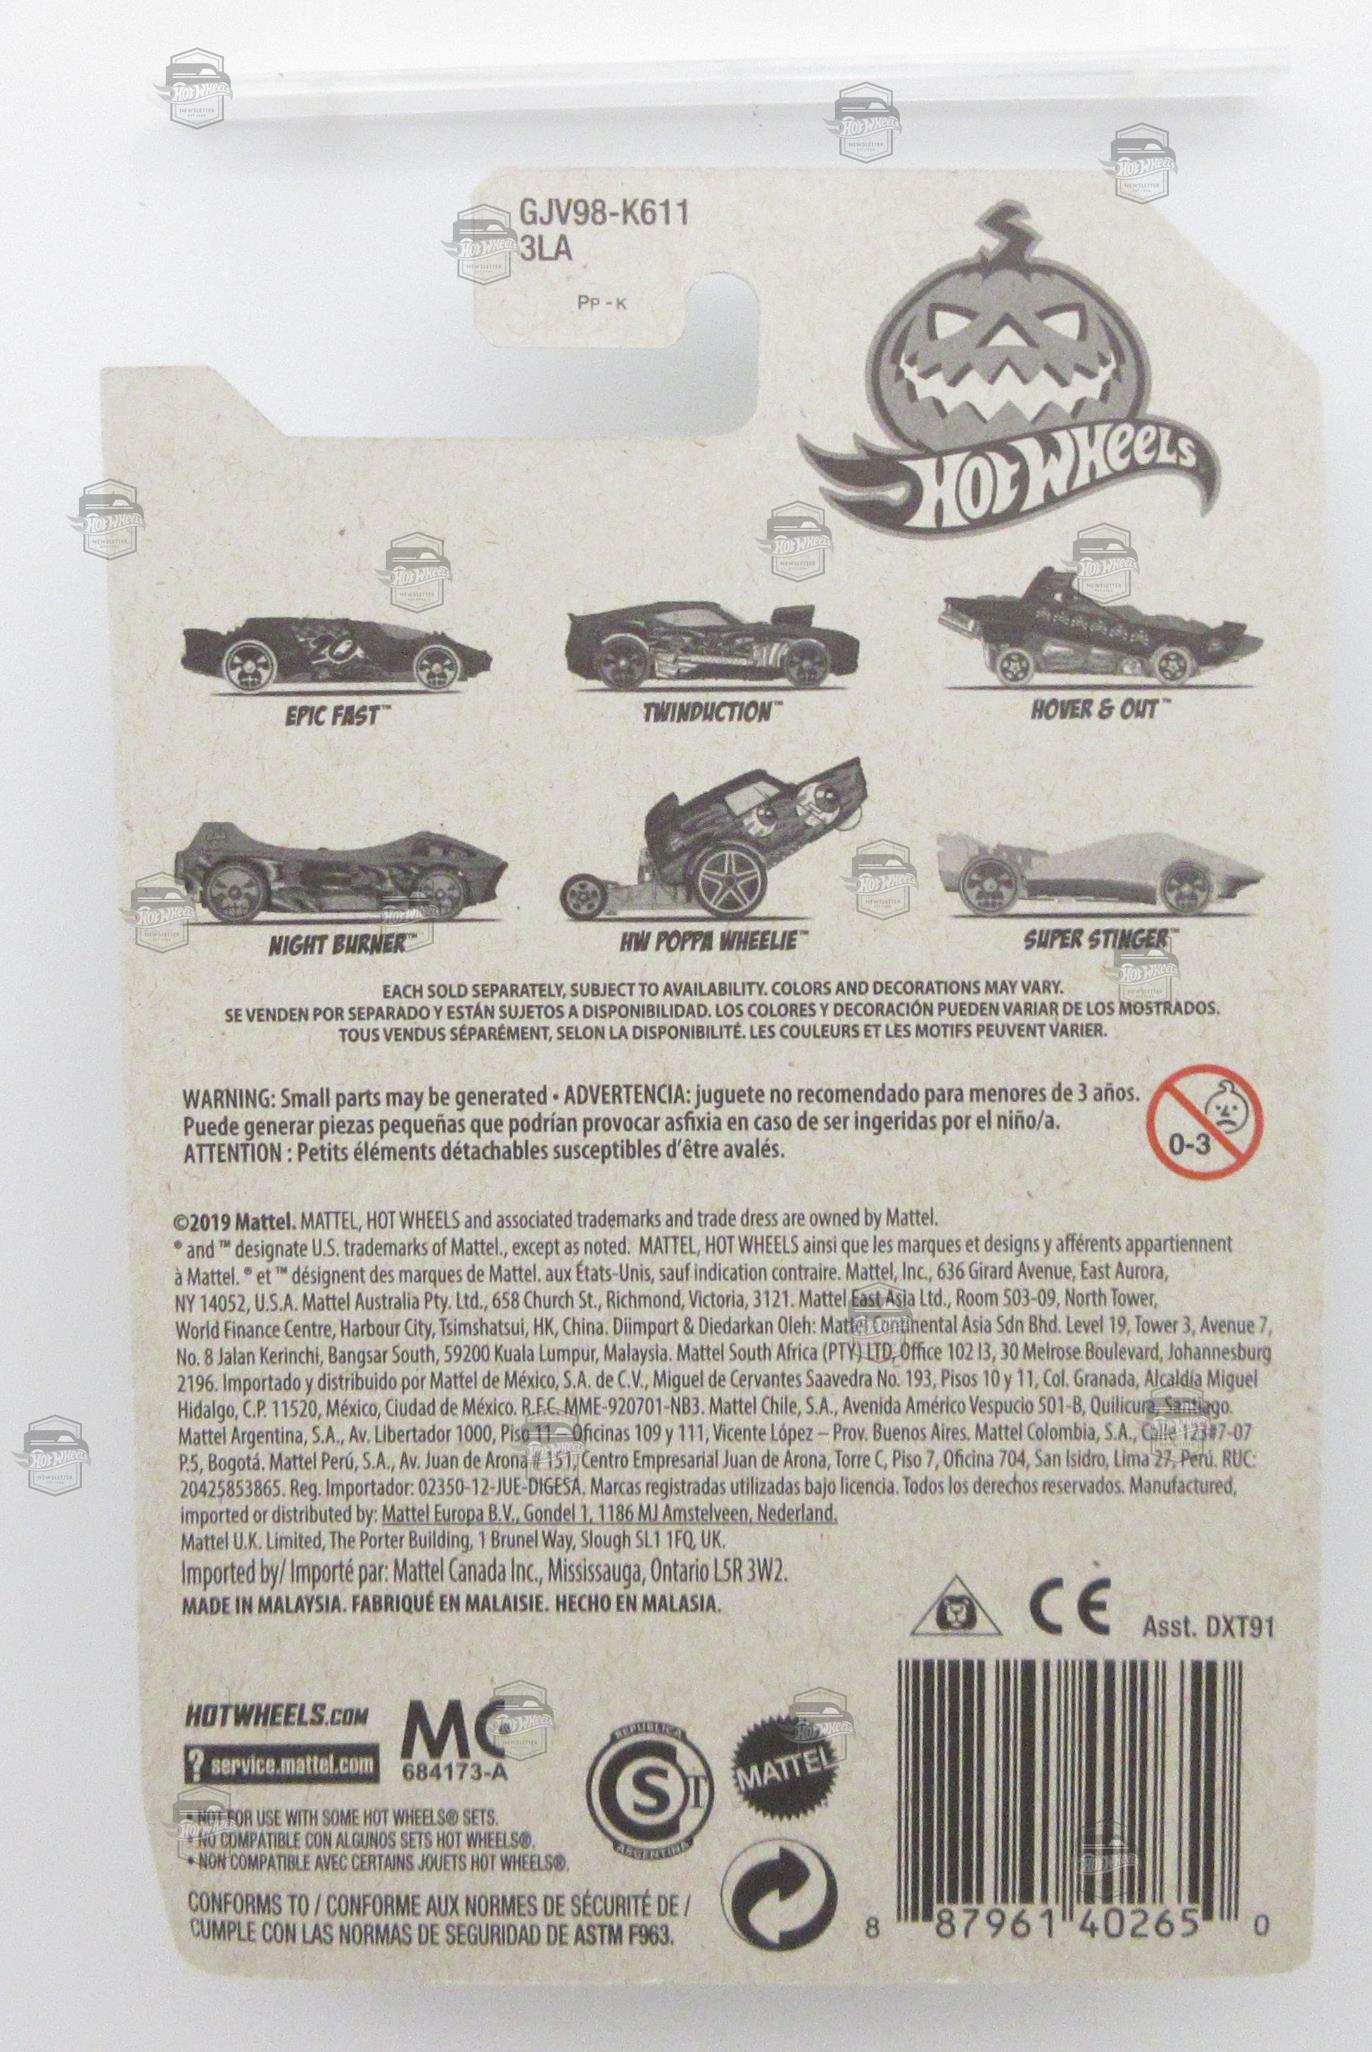 GJV98-K611
3LA
PP - K
HOT WHEELS
EPIC FAST™
TWINDUCTION™
HOVER & OUT™
NIGHT BURNER™
HW POPPA WHEELIE™
SUPER STINGER™
EACH SOLD SEPARATELY, SUBJECT TO AVAILABILITY. COLORS AND DECORATIONS MAY VARY.
SE VENDEN POR SEPARADO Y ESTÁN SUJETOS A DISPONIBILIDAD. LOS COLORES Y DECORACIÓN PUEDEN VARIAR DE LOS MOSTRADOS.
TOUS VENDUS SÉPARÉMENT, SELON LA DISPONIBILITÉ. LES COULEURS ET LES MOTIFS PEUVENT VARIER.
WARNING: Small parts may be generated • ADVERTENCIA: juguete no recomendado para menores de 3 años.
Puede generar piezas pequeñas que podrían provocar asfixia en caso de ser ingeridas por el niño/a.
ATTENTION : Petits éléments détachables susceptibles d'être avalés.
0-3
©2019 Mattel. MATTEL, HOT WHEELS and associated trademarks and trade dress are owned by Mattel.
® and ™ designate U.S. trademarks of Mattel., except as noted. MATTEL, HOT WHEELS ainsi que les marques et designs y afférents appartiennent
à Mattel. ® et ™ désignent des marques de Mattel. aux États-Unis, sauf indication contraire. Mattel, Inc., 636 Girard Avenue, East Aurora,
NY 14052, U.S.A. Mattel Australia Pty. Ltd., 658 Church St., Richmond, Victoria, 3121. Mattel East Asia Ltd., Room 503-09, North Tower,
World Finance Centre, Harbour City, Tsimshatsui, HK, China. Diimport & Diedarkan Oleh: Mattel Continental Asia Sdn Bhd. Level 19, Tower 3, Avenue 7,
No. 8 Jalan Kerinchi, Bangsar South, 59200 Kuala Lumpur, Malaysia. Mattel South Africa (PTY) LTD, Office 102 I3, 30 Melrose Boulevard, Johannesburg
2196. Importado y distribuido por Mattel de México, S.A. de C.V., Miguel de Cervantes Saavedra No. 193, Pisos 10 y 11, Col. Granada, Alcaldía Miguel
Hidalgo, C.P. 11520, México, Ciudad de México. R.F.C. MME-920701-NB3. Mattel Chile, S.A., Avenida Américo Vespucio 501-B, Quilicura, Santiago.
Mattel Argentina, S.A., Av. Libertador 1000, Piso 11 – Oficinas 109 y 111, Vicente López – Prov. Buenos Aires. Mattel Colombia, S.A., Calle 123#7-07
P.5, Bogotá. Mattel Perú, S.A., Av. Juan de Arona # 151, Centro Empresarial Juan de Arona, Torre C, Piso 7, Oficina 704, San Isidro, Lima 27, Perú. RUC:
20425853865. Reg. Importador: 02350-12-JUE-DIGESA. Marcas registradas utilizadas bajo licencia. Todos los derechos reservados. Manufactured,
imported or distributed by: Mattel Europa B.V., Gondel 1, 1186 MJ Amstelveen, Nederland.
Mattel U.K. Limited, The Porter Building, 1 Brunel Way, Slough SL1 1FQ, UK.
Imported by/ Importé par: Mattel Canada Inc., Mississauga, Ontario L5R 3W2.
MADE IN MALAYSIA. FABRIQUÉ EN MALAISIE. HECHO EN MALASIA.
CE
Asst. DXT91
HOTWHEELS.COM
? service.mattel.com
MC
684173-A
REPUBLICA
CS T
ARGENTINA
MATTEL
• NOT FOR USE WITH SOME HOT WHEELS® SETS.
• NO COMPATIBLE CON ALGUNOS SETS HOT WHEELS®.
• NON COMPATIBLE AVEC CERTAINS JOUETS HOT WHEELS®.
CONFORMS TO / CONFORME AUX NORMES DE SÉCURITÉ DE /
CUMPLE CON LAS NORMAS DE SEGURIDAD DE ASTM F963.
8 87961 40265 0